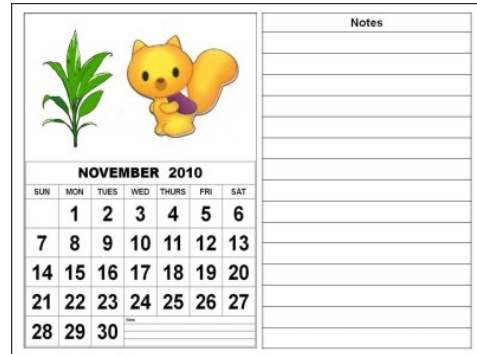 Notes
NOVEMBER 2010
SUN MON TUES WED THURS FRI SAT
1 2 3 4 5 6
7 8 9 10 11 12 13
14 15 16 17 18 19 20
21 22 23 24 25 26 27
28 29 30